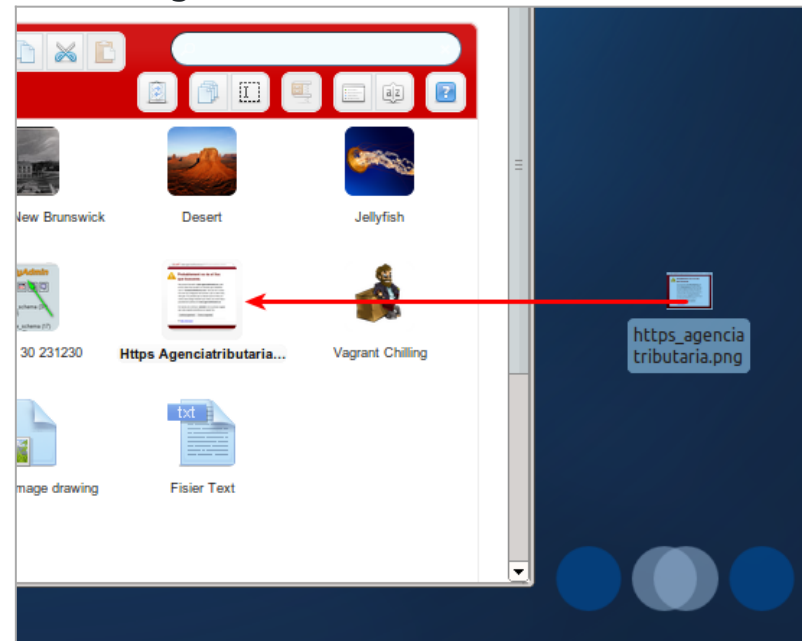 New Brunswick
Desert
Jellyfish
30 231230
Https Agenciatributaria...
Vagrant Chilling
https_agencia
tributaria.png
txt
mage drawing
Fisier Text